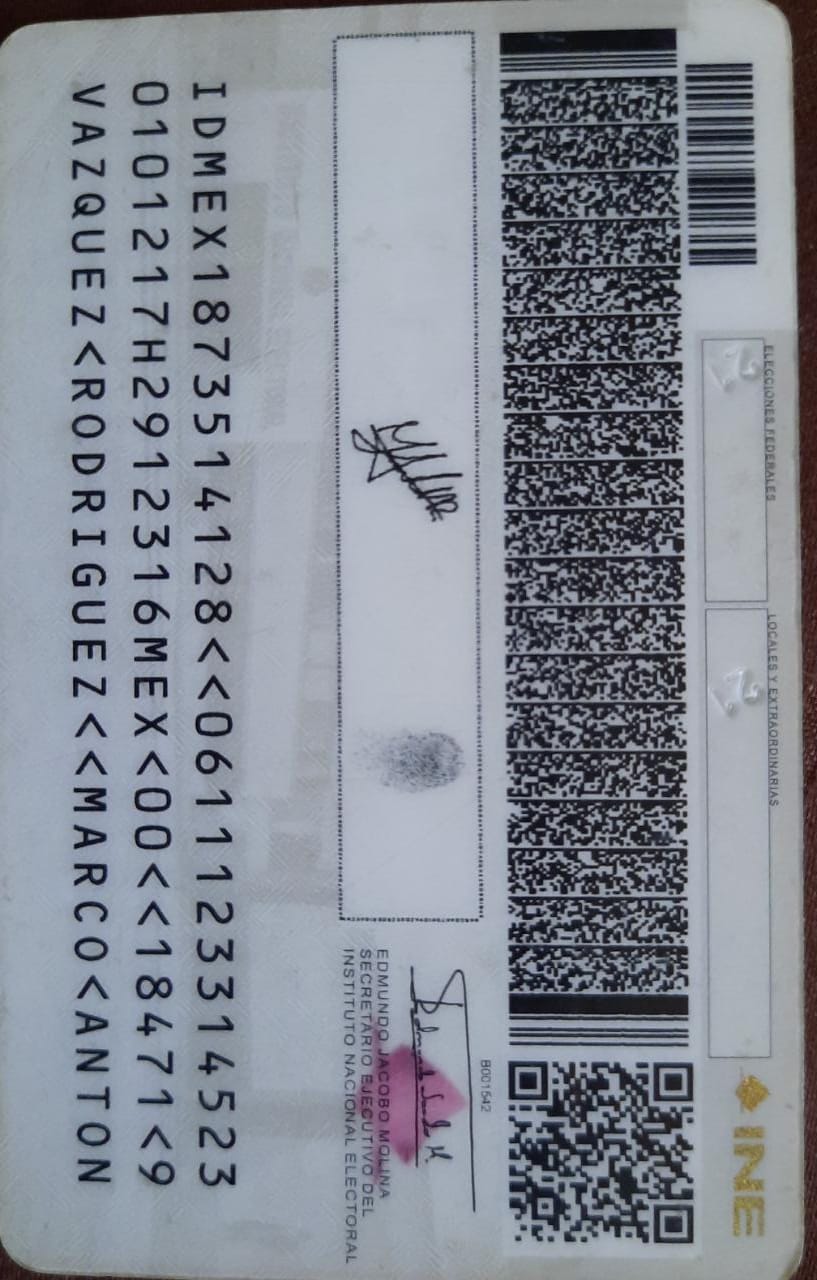 ELECCIONES FEDERALES
LOCALES Y EXTRAORDINARIAS
INE
B001542
EDMUNDO JACOBO MOLINA
SECRETARIO EJECUTIVO DEL
INSTITUTO NACIONAL ELECTORAL
IDMEX1873514128<<0611123314523
0101217H2912316MEX<00<<18471<9
VAZQUEZ<RODRIGUEZ<<MARCO<ANTON